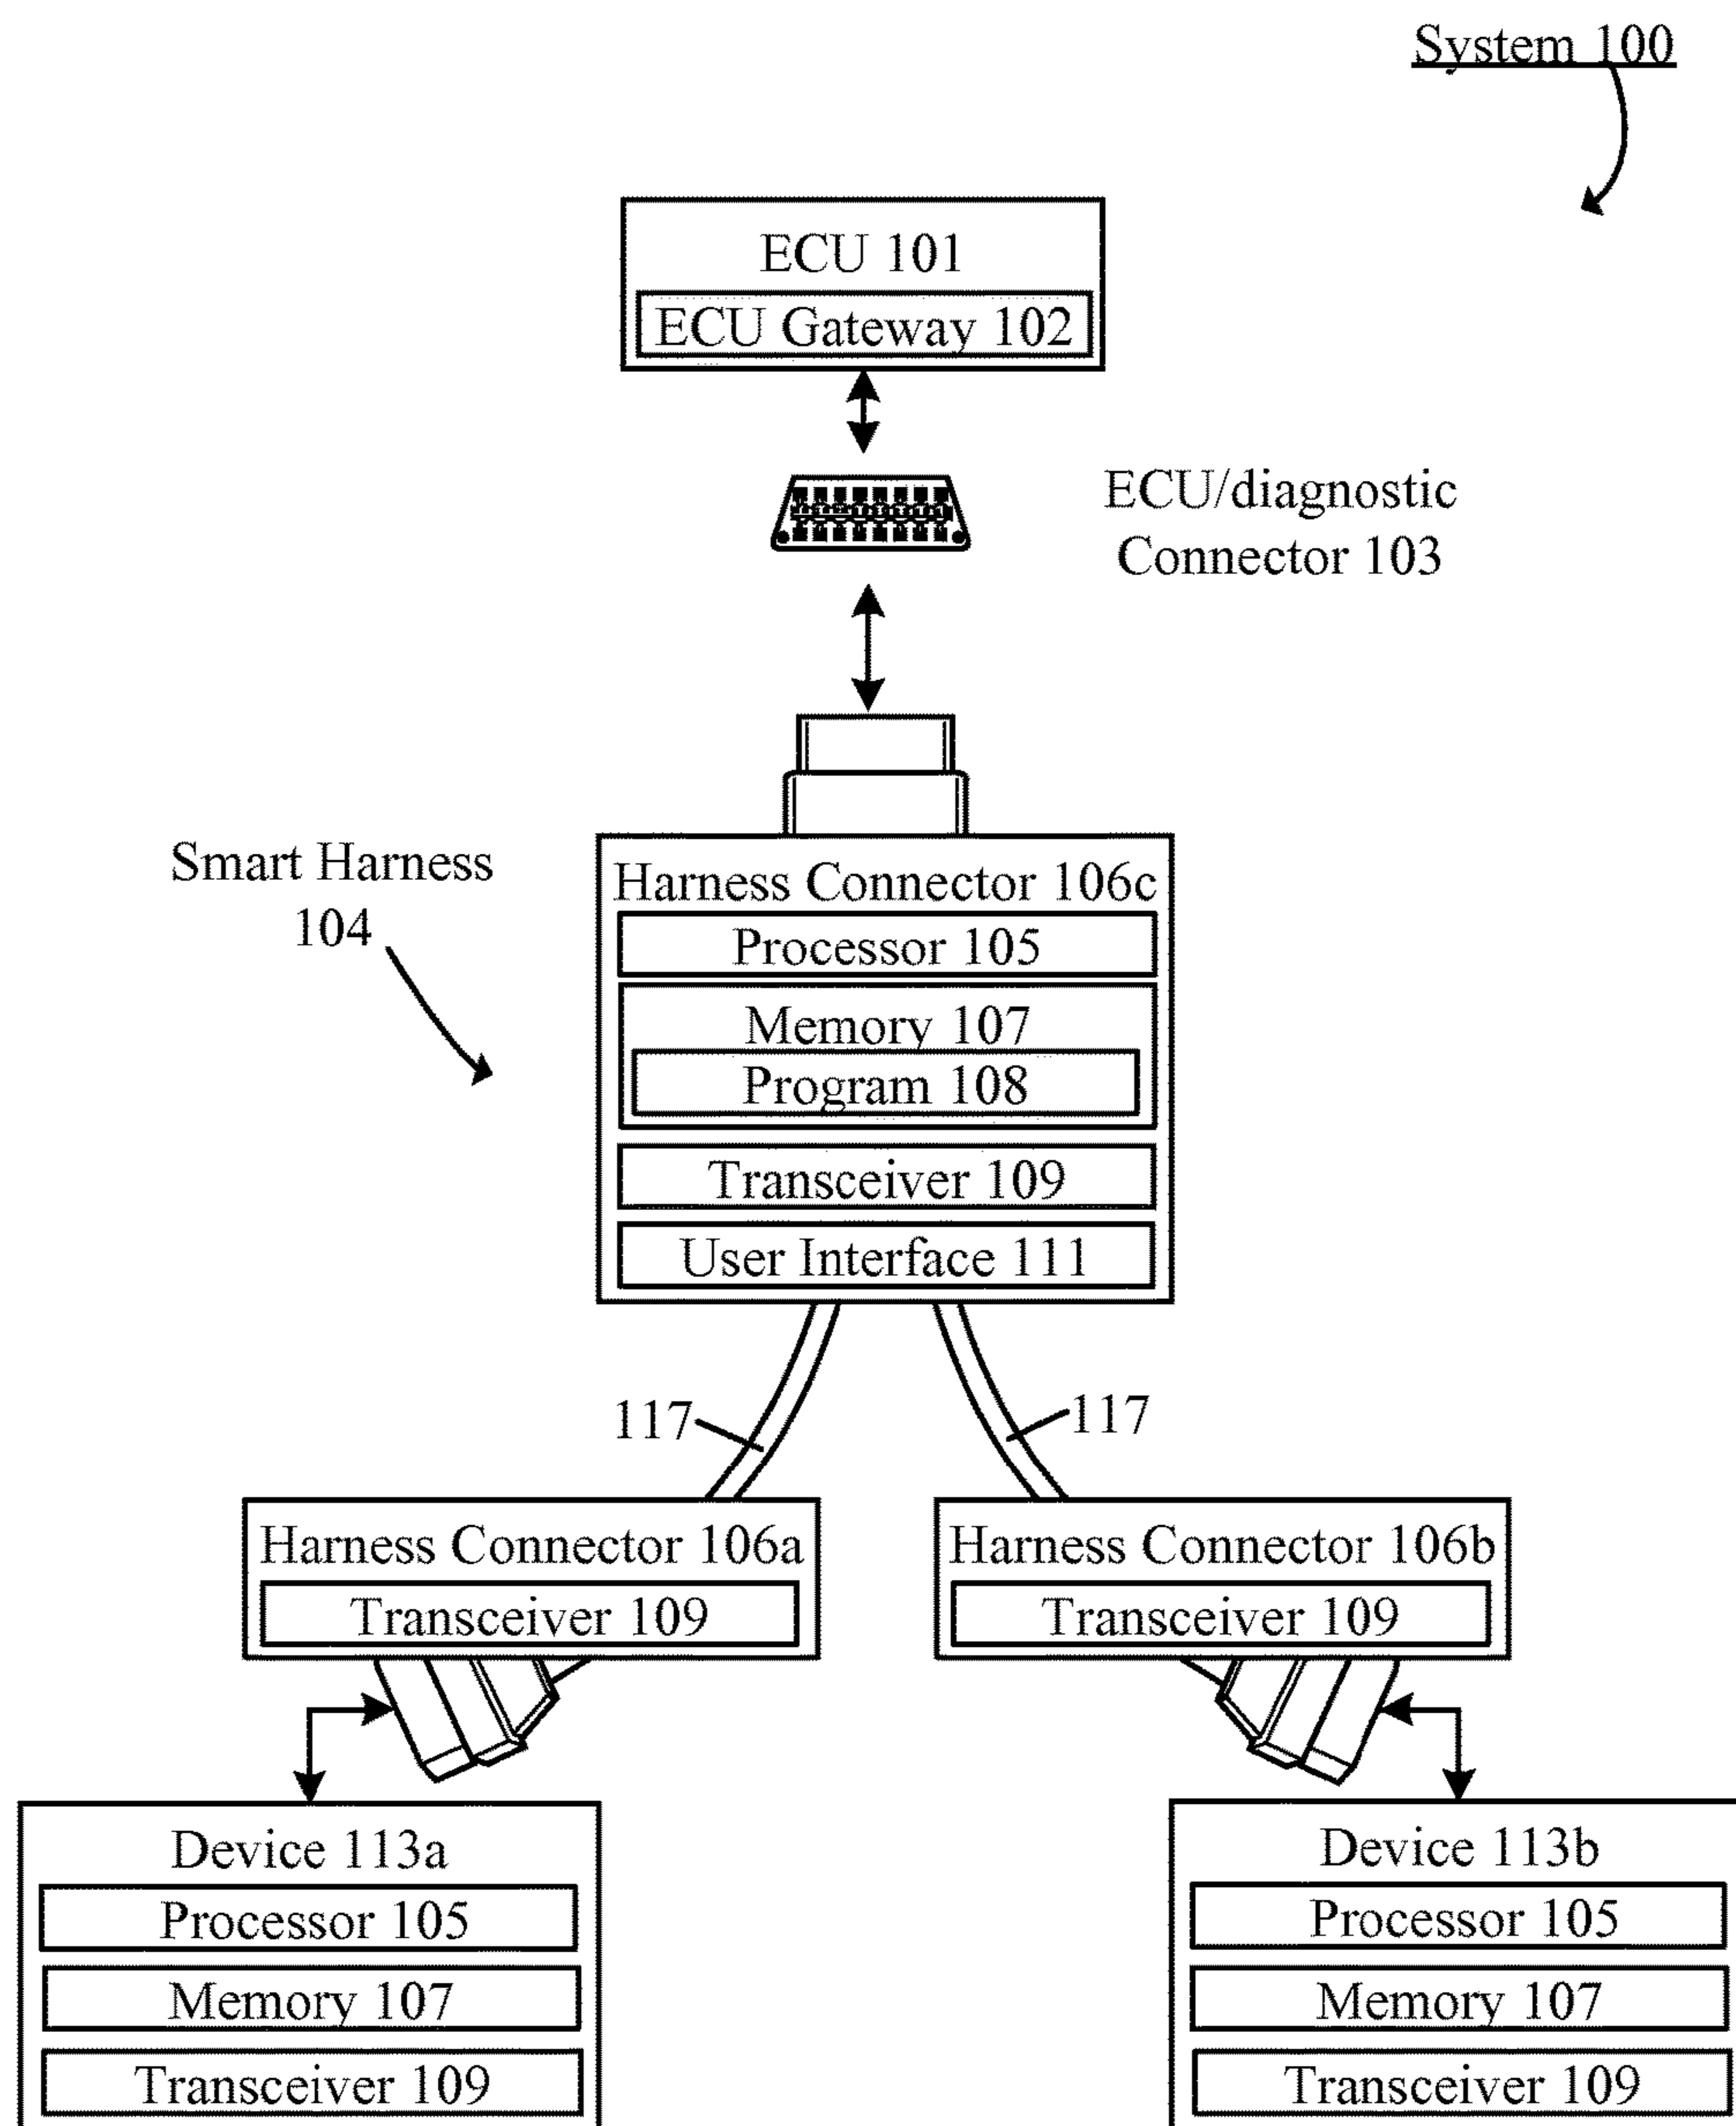 System 100
ECU 101
ECU Gateway 102
ECU/diagnostic
Connector 103
Smart Harness
104
Harness Connector 106c
Processor 105
Memory 107
Program 108
Transceiver 109
User Interface 111
117
117
Harness Connector 106a
Transceiver 109
Harness Connector 106b
Transceiver 109
Device 113a
Processor 105
Memory 107
Transceiver 109
Device 113b
Processor 105
Memory 107
Transceiver 109